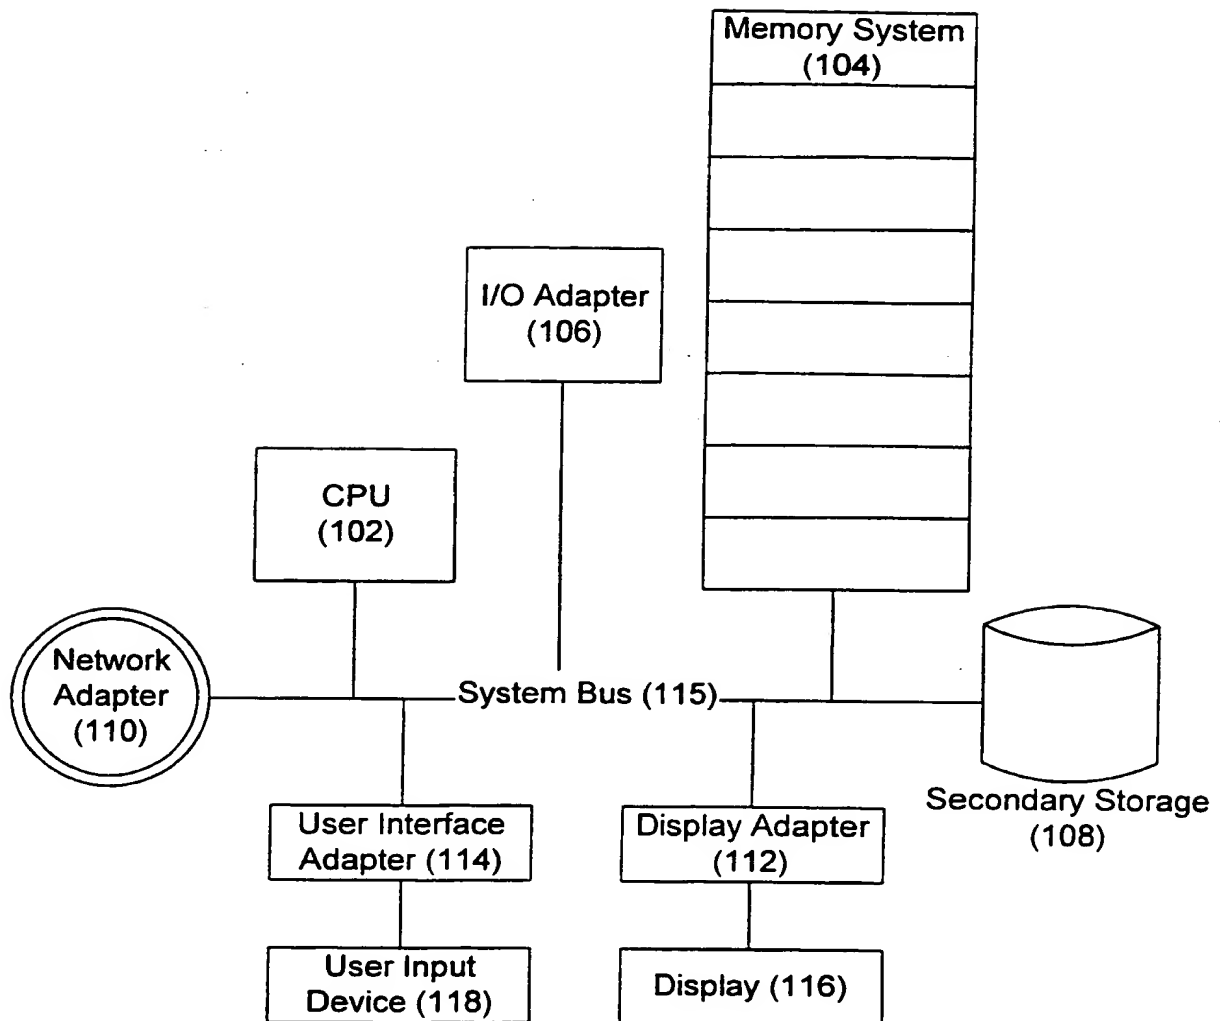 Memory System
(104)
I/O Adapter
(106)
CPU
(102)
Network
Adapter
(110)
System Bus (115)
Secondary Storage
(108)
User Interface
Adapter (114)
Display Adapter
(112)
User Input
Device (118)
Display (116)